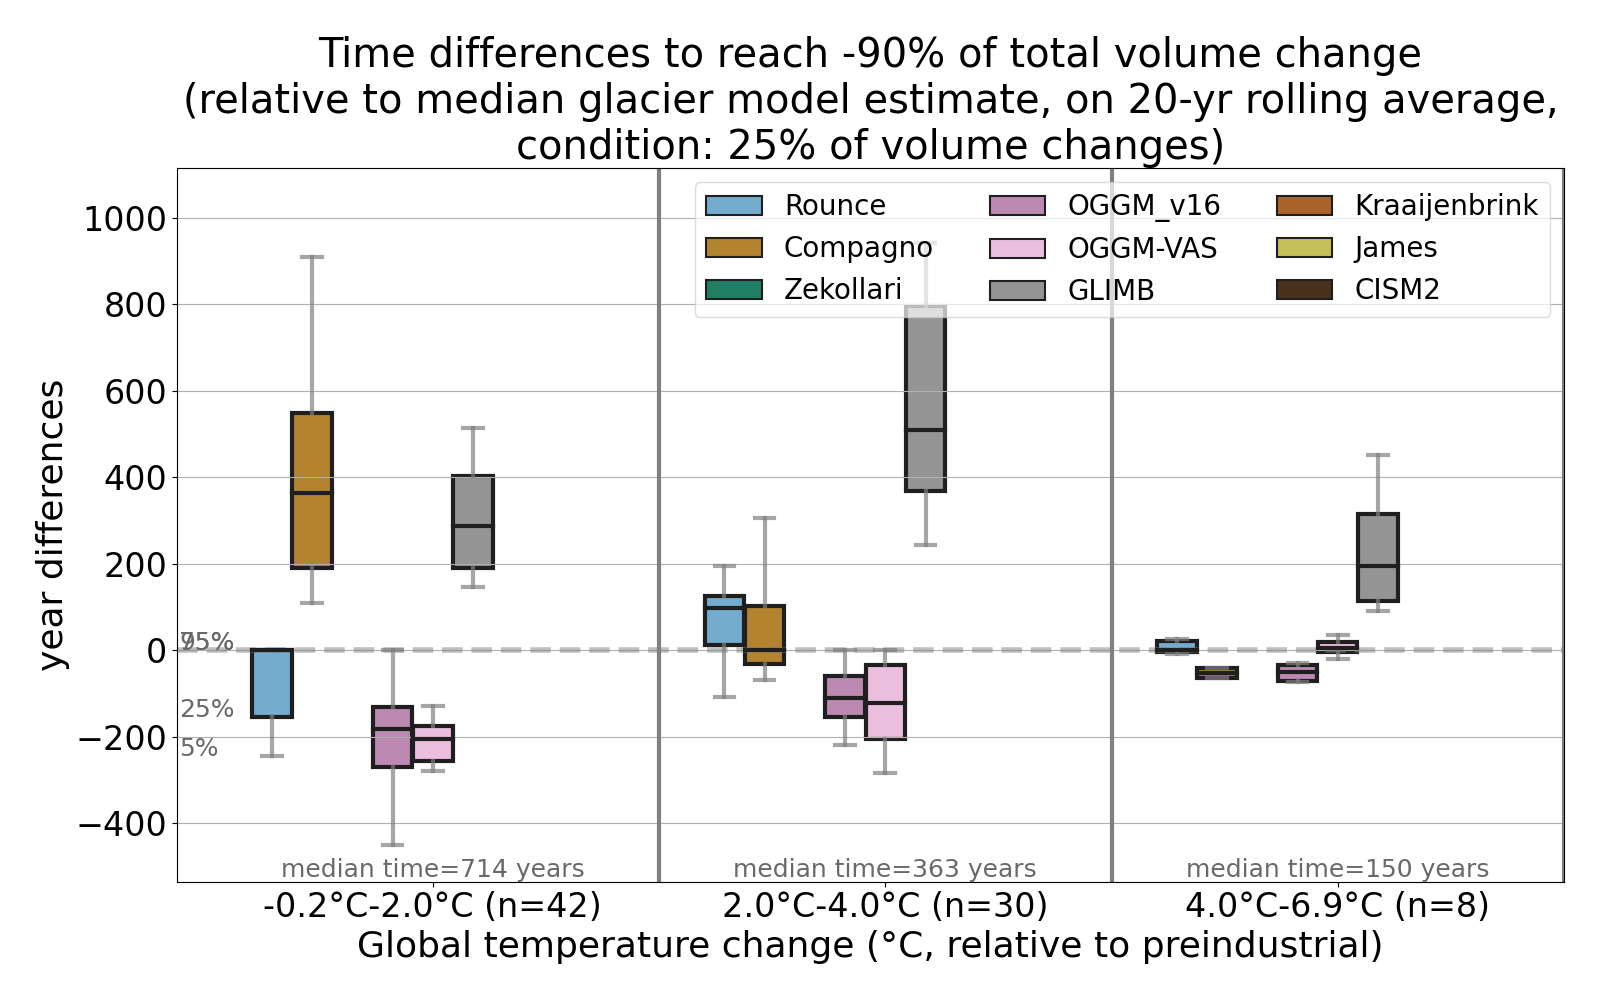 Time differences to reach -90% of total volume change
(relative to median glacier model estimate, on 20-yr rolling average,
condition: 25% of volume changes)
Rounce
Compagno
Zekollari
OGGM_v16
OGGM-VAS
GLIMB
Kraaijenbrink
James
CISM2
year differences
1000
800
600
400
200
0
−200
−400
95%
75%
25%
5%
median time=714 years
median time=363 years
median time=150 years
-0.2°C-2.0°C (n=42)
2.0°C-4.0°C (n=30)
4.0°C-6.9°C (n=8)
Global temperature change (°C, relative to preindustrial)